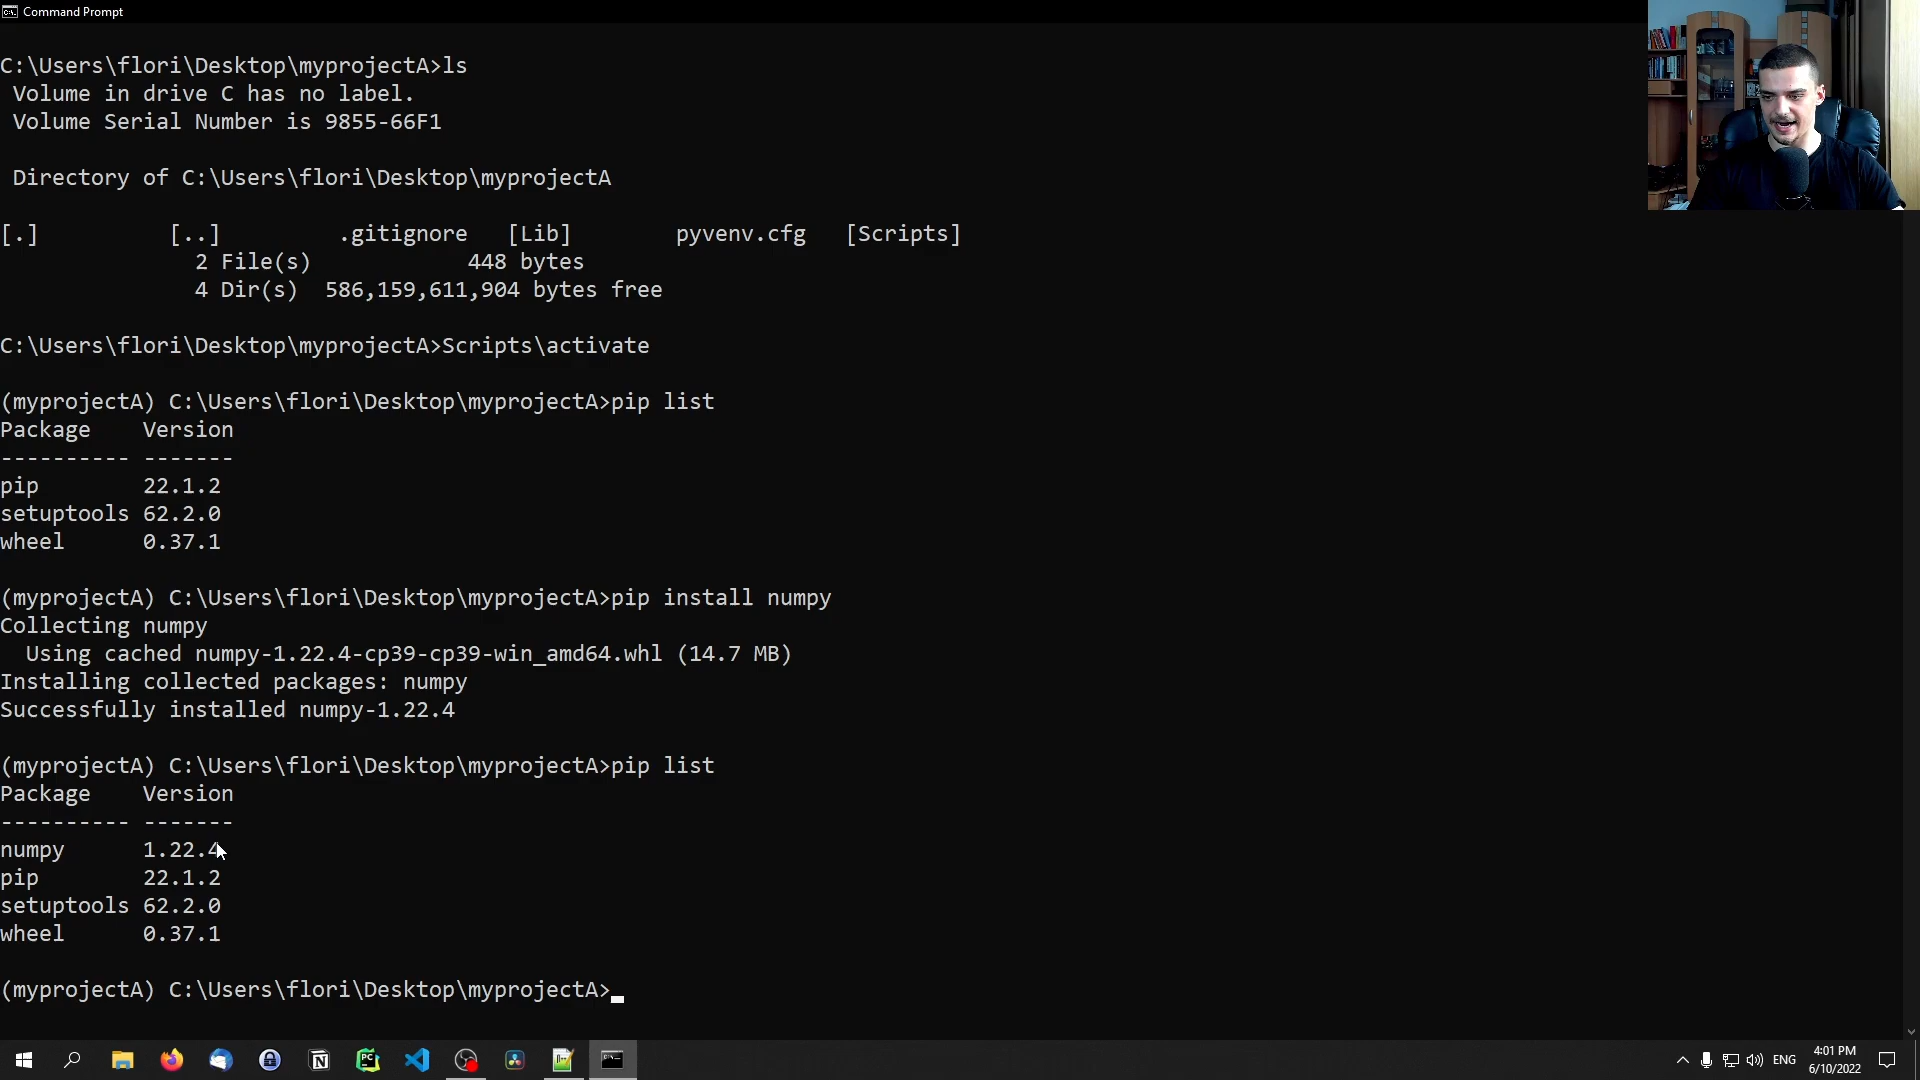 Command Prompt
C:\Users\flori\Desktop\myprojectA>ls
Volume in drive C has no label.
Volume Serial Number is 9855-66F1
Directory of C:\Users\flori\Desktop\myprojectA
[.] [..] .gitignore [Lib] pyvenv.cfg [Scripts]
2 File(s) 448 bytes
4 Dir(s) 586,159,611,904 bytes free
C:\Users\flori\Desktop\myprojectA>Scripts\activate
(myprojectA) C:\Users\flori\Desktop\myprojectA>pip list
Package Version
---------- -------
pip 22.1.2
setuptools 62.2.0
wheel 0.37.1
(myprojectA) C:\Users\flori\Desktop\myprojectA>pip install numpy
Collecting numpy
Using cached numpy-1.22.4-cp39-cp39-win_amd64.whl (14.7 MB)
Installing collected packages: numpy
Successfully installed numpy-1.22.4
(myprojectA) C:\Users\flori\Desktop\myprojectA>pip list
Package Version
---------- -------
numpy 1.22.4
pip 22.1.2
setuptools 62.2.0
wheel 0.37.1
(myprojectA) C:\Users\flori\Desktop\myprojectA>
ENG
4:01 PM
6/10/2022